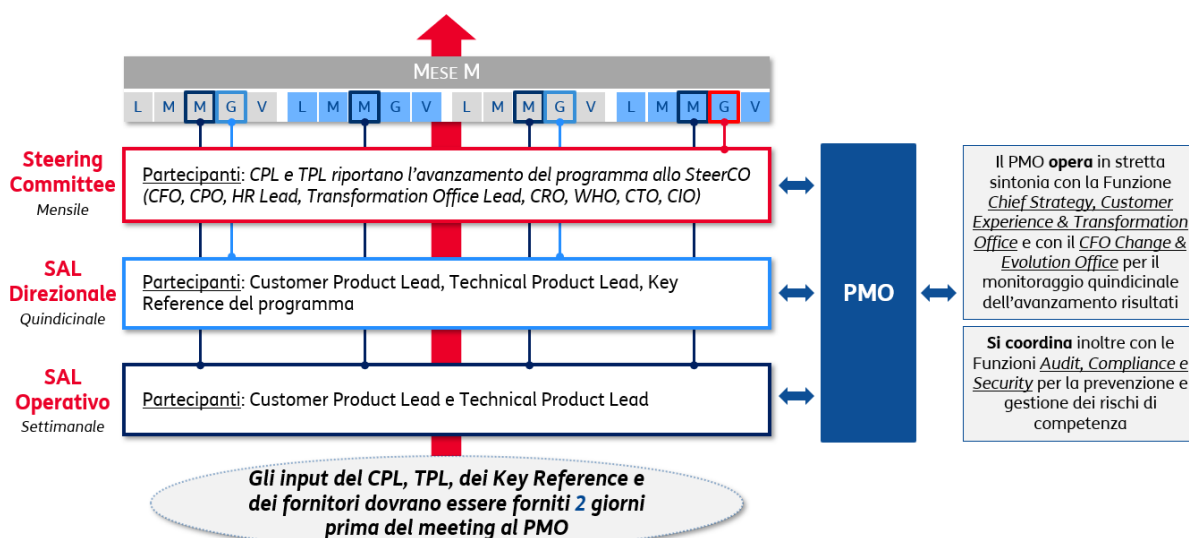 MESE M
L M M G V L M M G V L M M G V L M M G V
Steering
Committee
Mensile
Partecipanti: CPL e TPL riportano l'avanzamento del programma allo SteerCO
(CFO, CPO, HR Lead, Transformation Office Lead, CRO, WHO, CTO, CIO)
SAL
Direzionale
Quindicinale
Partecipanti: Customer Product Lead, Technical Product Lead, Key
Reference del programma
SAL
Operativo
Settimanale
Partecipanti: Customer Product Lead e Technical Product Lead
PMO
Il PMO opera in stretta
sintonia con la Funzione
Chief Strategy, Customer
Experience & Transformation
Office e con il CFO Change &
Evolution Office per il
monitoraggio quindicinale
dell'avanzamento risultati
Si coordina inoltre con le
Funzioni Audit, Compliance e
Security per la prevenzione e
gestione dei rischi di
competenza
Gli input del CPL, TPL, dei Key Reference e
dei fornitori dovrano essere forniti 2 giorni
prima del meeting al PMO